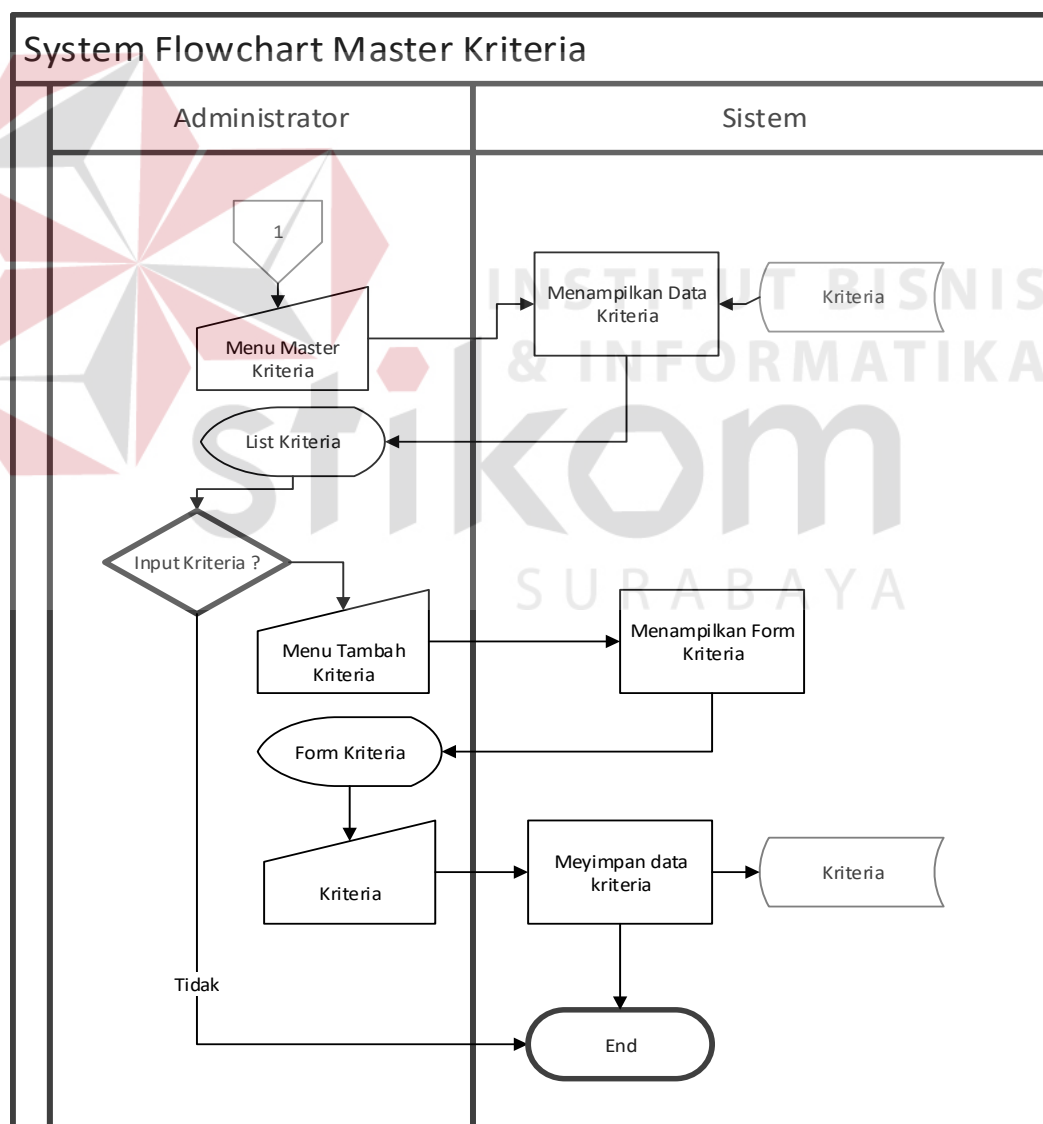 System Flowchart Master Kriteria
Administrator
Sistem
1
Menampilkan Data
Kriteria
Kriteria
Menu Master
Kriteria
List Kriteria
Input Kriteria ?
Menu Tambah
Kriteria
Menampilkan Form
Kriteria
Form Kriteria
Kriteria
Meyimpan data
kriteria
Kriteria
Tidak
End
INSTITUT BISNIS
& INFORMATIKA
stikom
SURABAYA